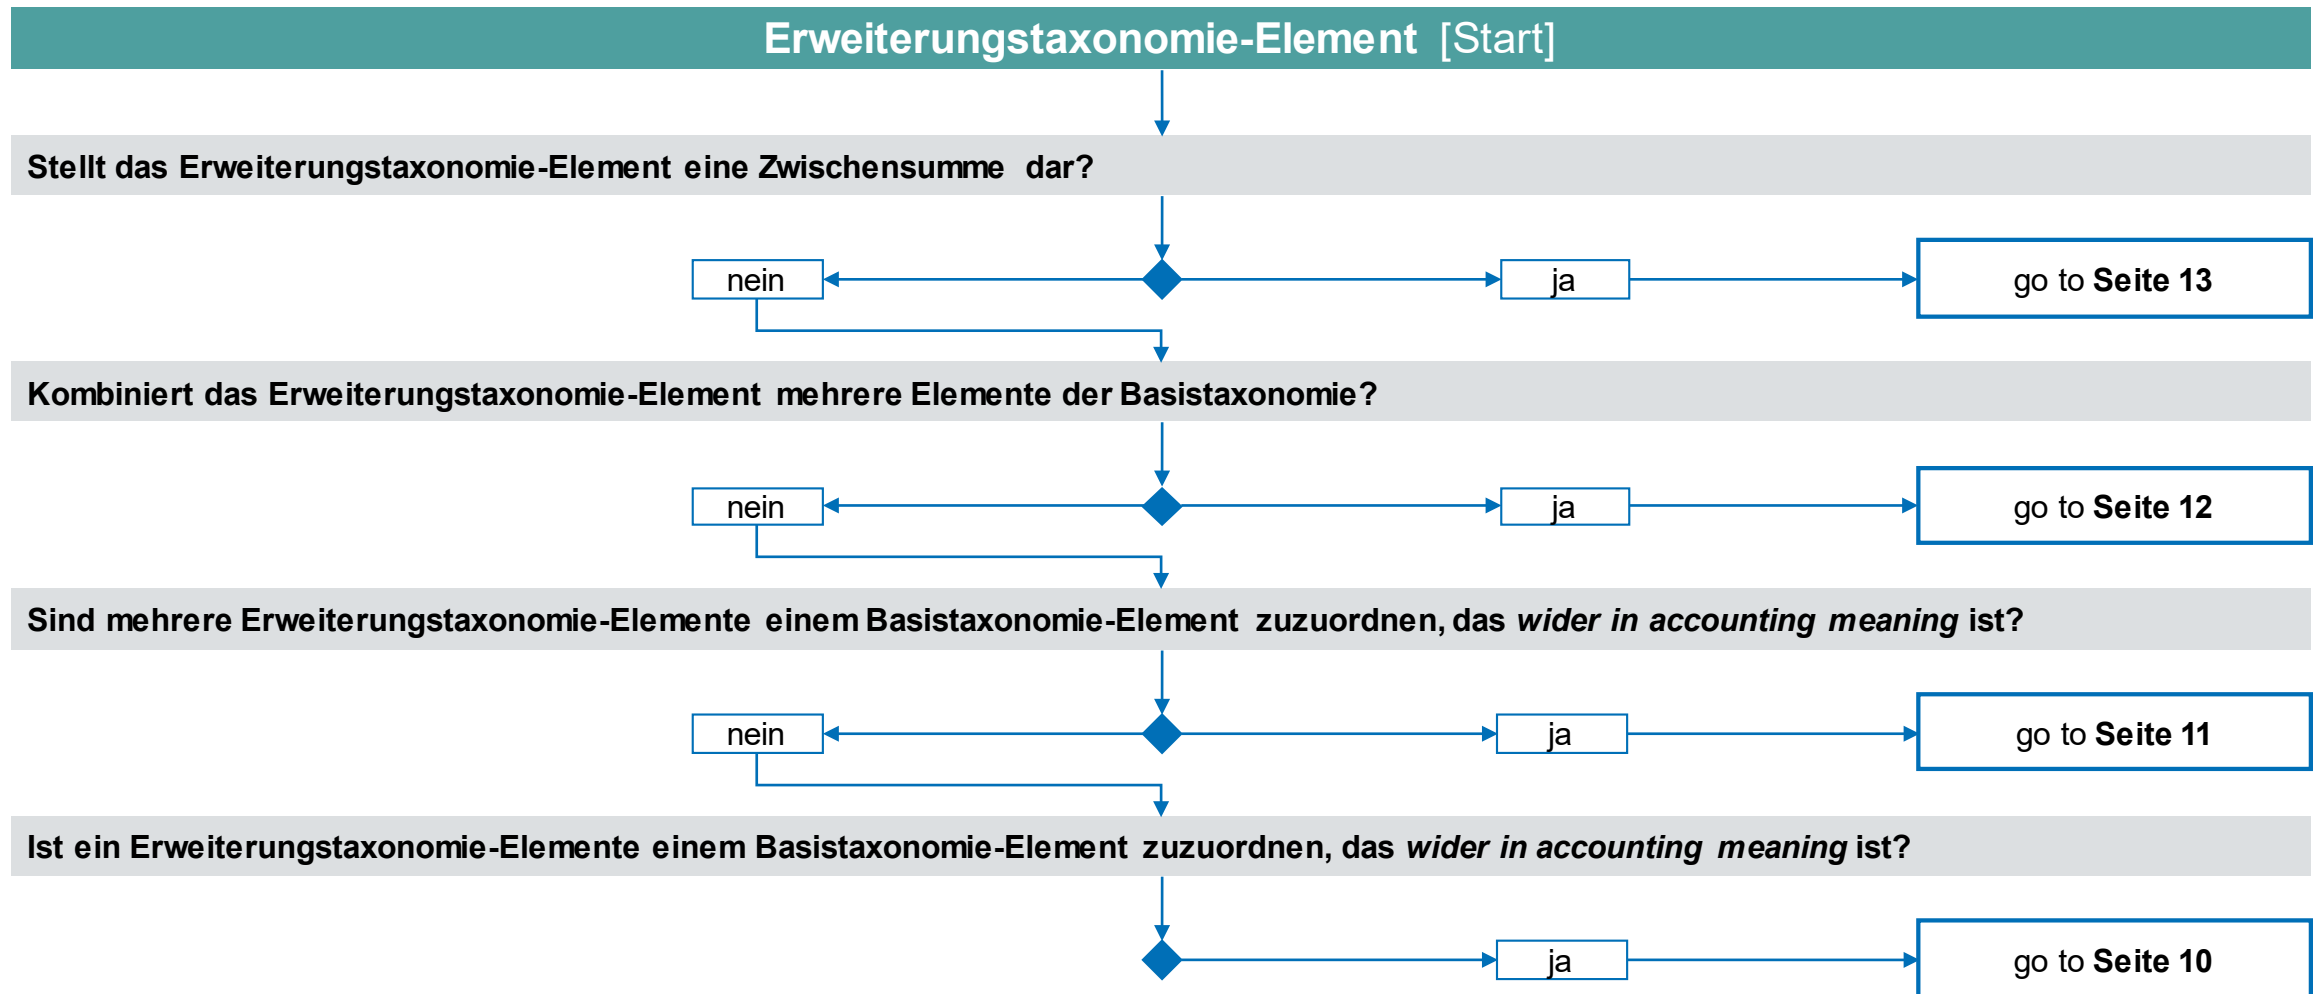 Erweiterungstaxonomie-Element [Start]
Stellt das Erweiterungstaxonomie-Element eine Zwischensumme dar?
nein
ja
go to Seite 13
Kombiniert das Erweiterungstaxonomie-Element mehrere Elemente der Basistaxonomie?
nein
ja
go to Seite 12
Sind mehrere Erweiterungstaxonomie-Elemente einem Basistaxonomie-Element zuzuordnen, das wider in accounting meaning ist?
nein
ja
go to Seite 11
Ist ein Erweiterungstaxonomie-Elemente einem Basistaxonomie-Element zuzuordnen, das wider in accounting meaning ist?
ja
go to Seite 10